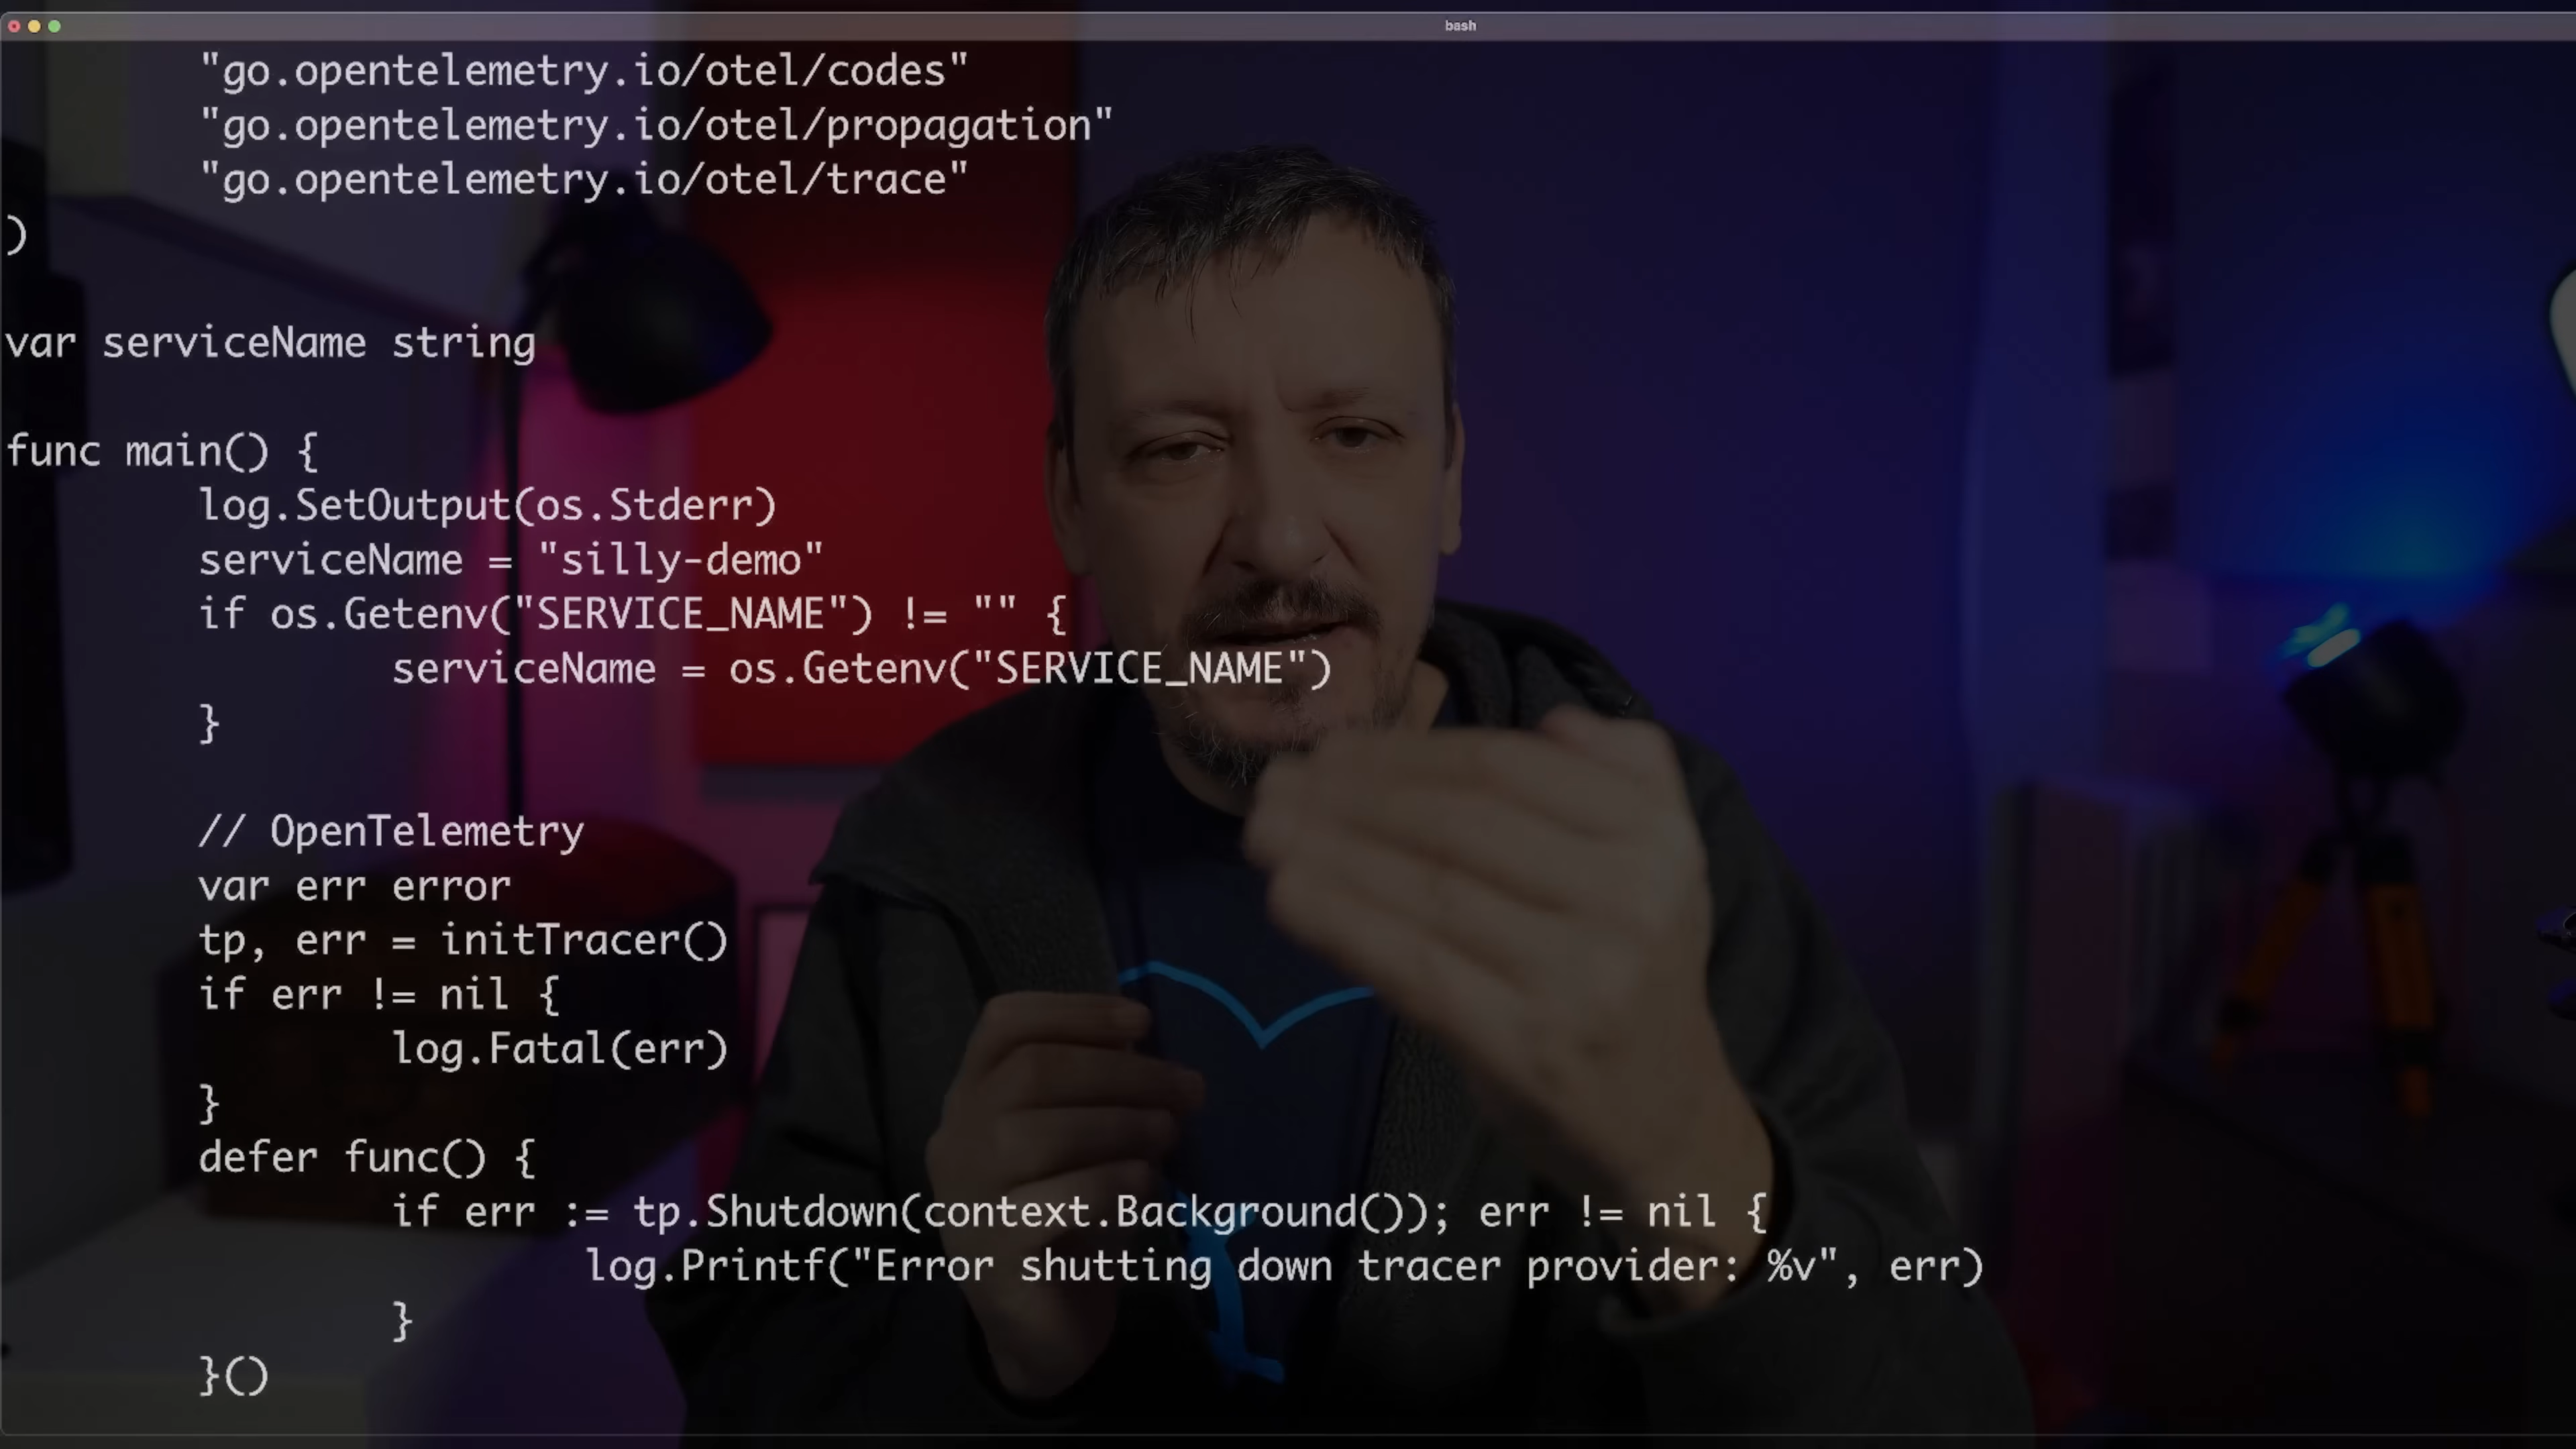 bash
"go.opentelemetry.io/otel/codes"
"go.opentelemetry.io/otel/propagation"
"go.opentelemetry.io/otel/trace"
)
var serviceName string
func main() {
log.SetOutput(os.Stderr)
serviceName = "silly-demo"
if os.Getenv("SERVICE_NAME") != "" {
serviceName = os.Getenv("SERVICE_NAME")
}
// OpenTelemetry
var err error
tp, err = initTracer()
if err != nil {
log.Fatal(err)
}
defer func() {
if err := tp.Shutdown(context.Background()); err != nil {
log.Printf("Error shutting down tracer provider: %v", err)
}
}()